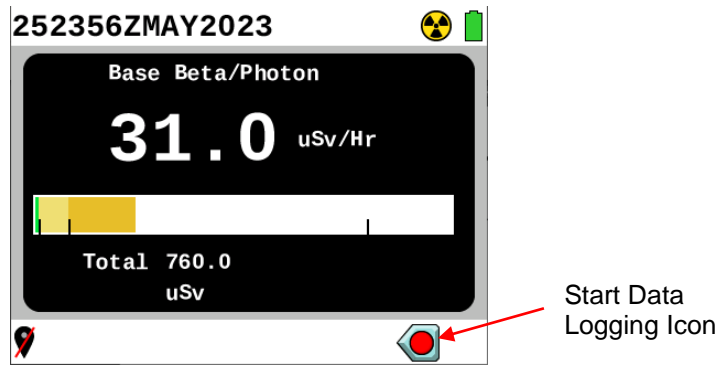 252356ZMAY2023
Base Beta/Photon
31.0 uSv/Hr
Total 760.0
uSv
Start Data
Logging Icon